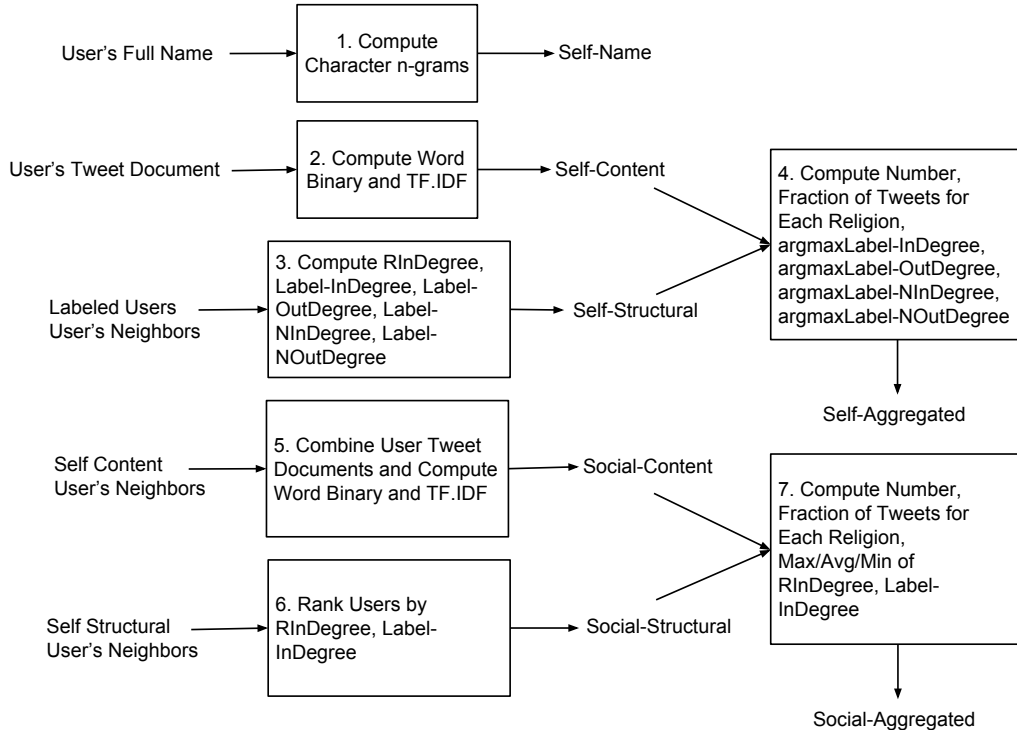 User's Full Name
1. Compute
Character n-grams
Self-Name
User's Tweet Document
2. Compute Word
Binary and TF.IDF
Self-Content
Labeled Users
User's Neighbors
3. Compute RInDegree,
Label-InDegree, Label-
OutDegree, Label-
NInDegree, Label-
NOutDegree
Self-Structural
4. Compute Number,
Fraction of Tweets for
Each Religion,
argmaxLabel-InDegree,
argmaxLabel-OutDegree,
argmaxLabel-NInDegree,
argmaxLabel-NOutDegree
Self-Aggregated
Self Content
User's Neighbors
5. Combine User Tweet
Documents and Compute
Word Binary and TF.IDF
Social-Content
Self Structural
User's Neighbors
6. Rank Users by
RInDegree, Label-
InDegree
Social-Structural
7. Compute Number,
Fraction of Tweets for
Each Religion,
Max/Avg/Min of
RInDegree, Label-
InDegree
Social-Aggregated